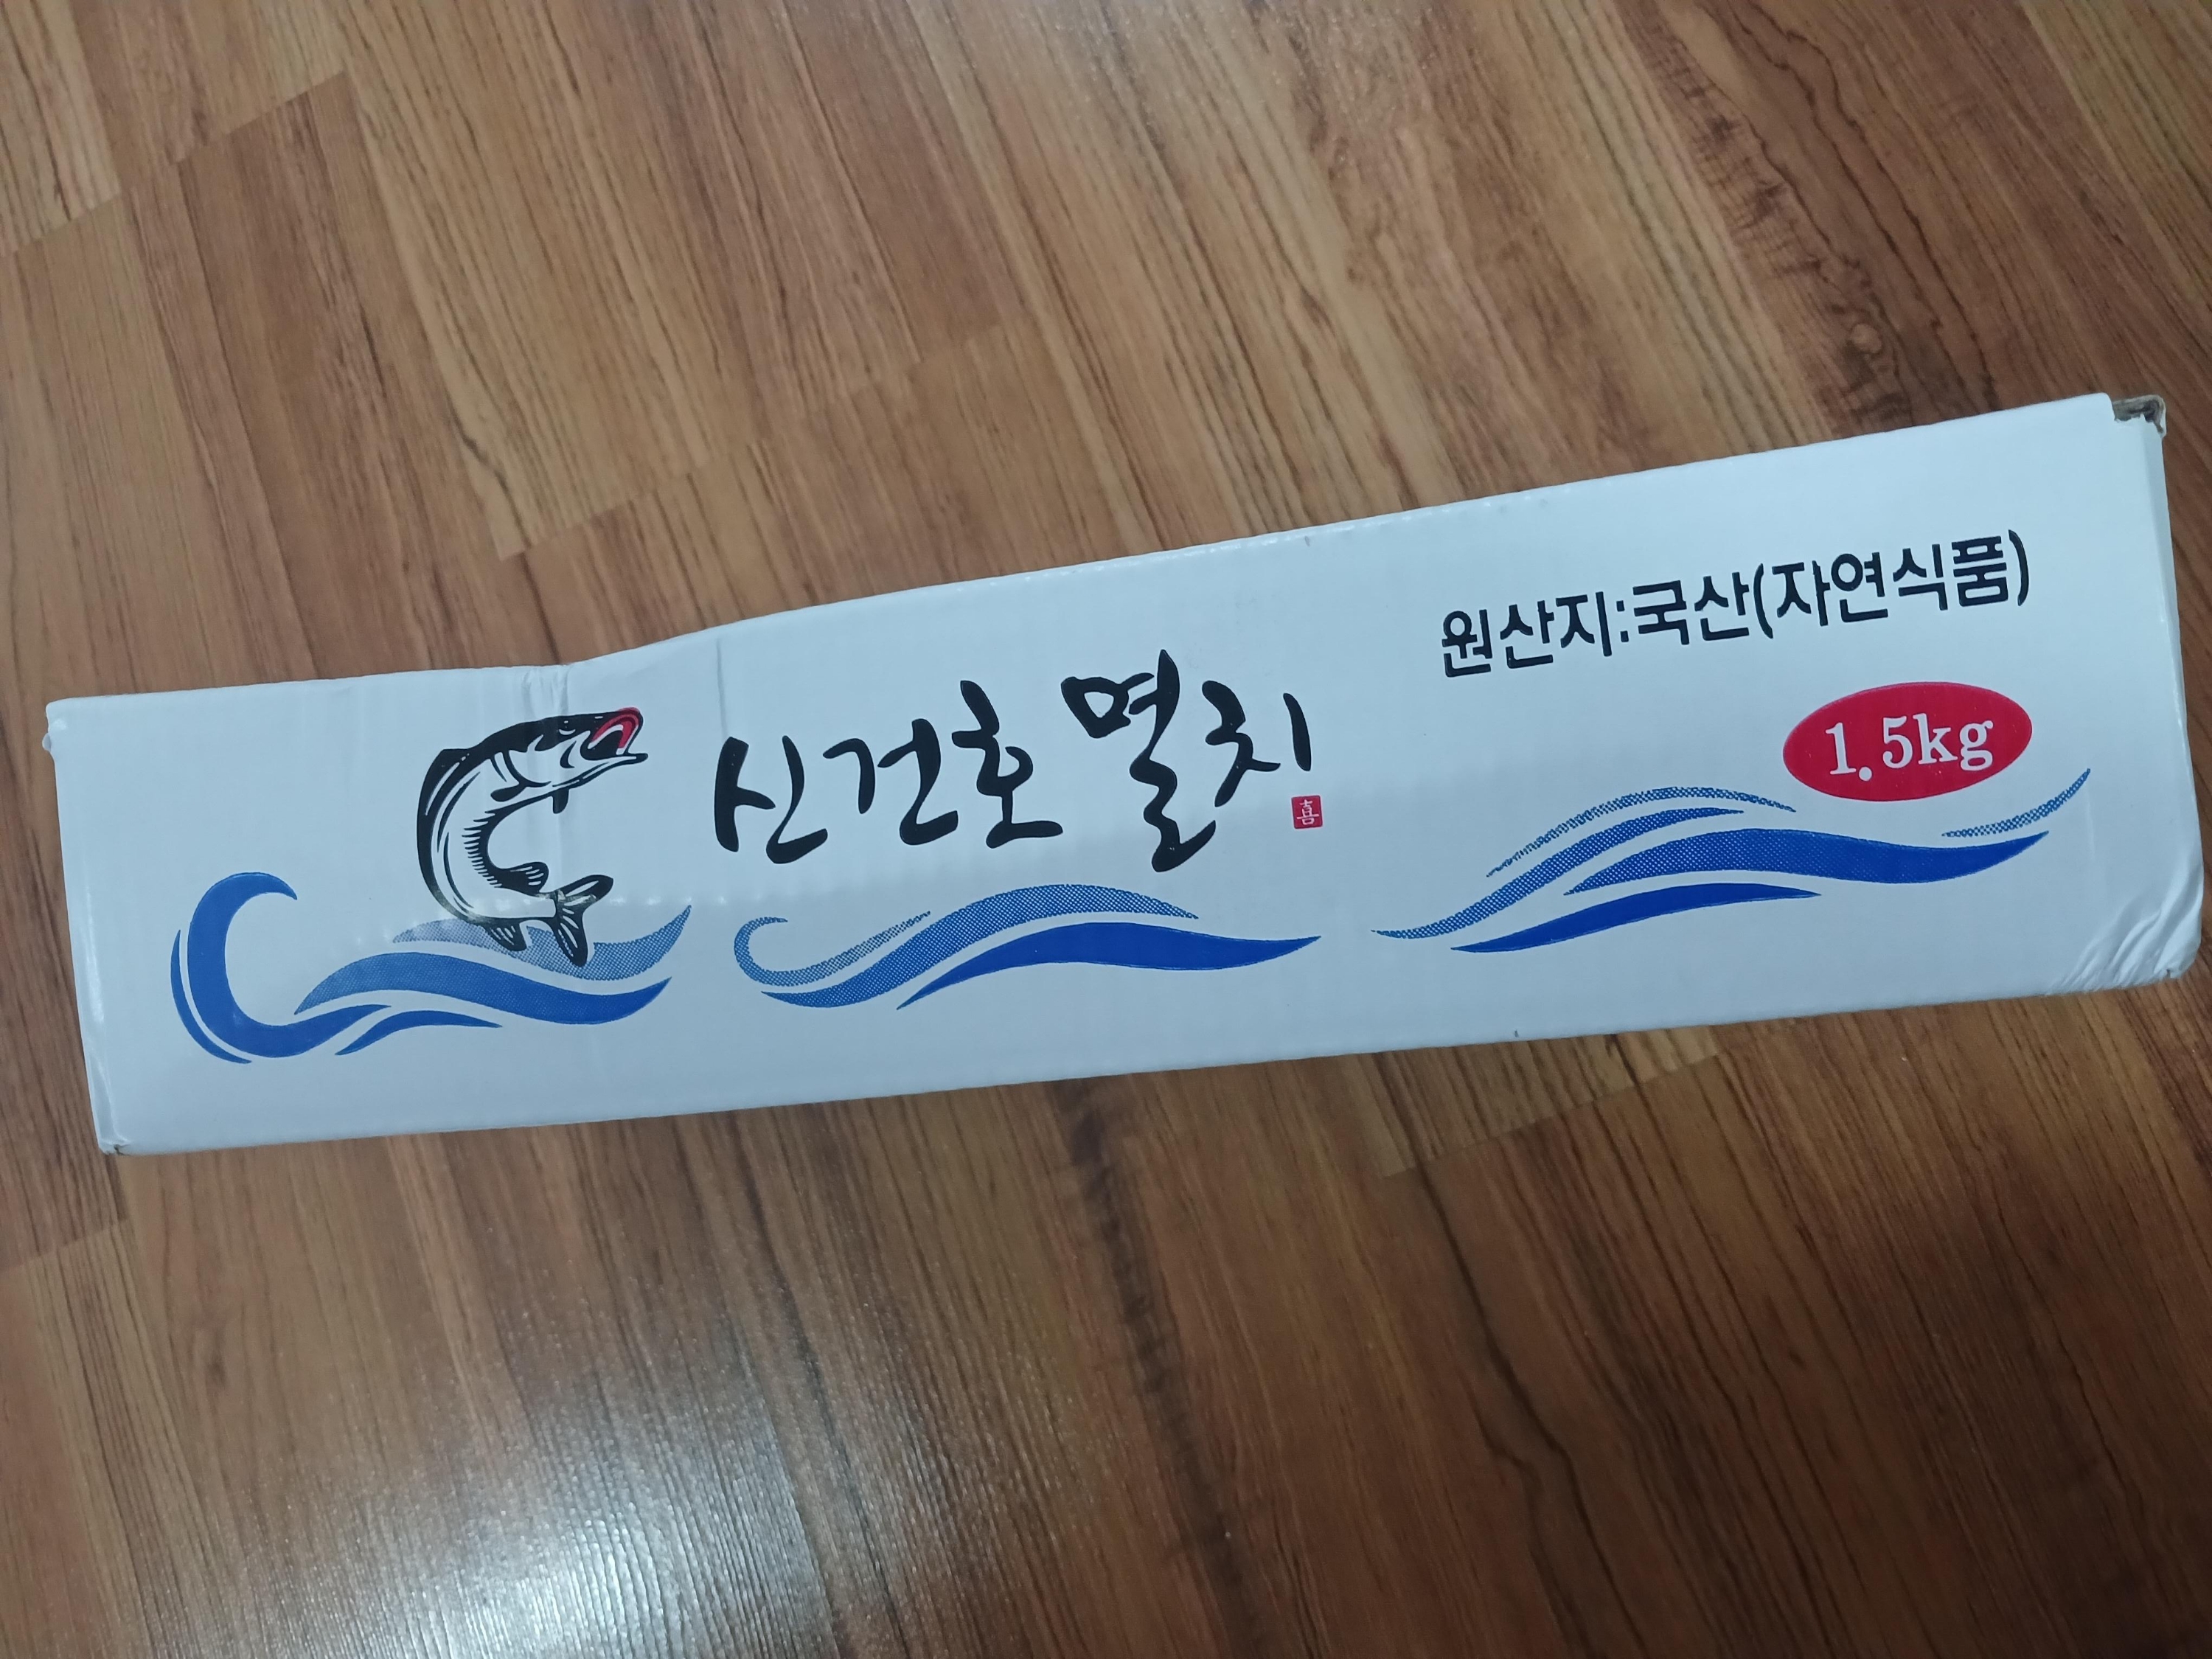 신건호 멸치
喜
원산지:국산(자연식품)
1.5kg